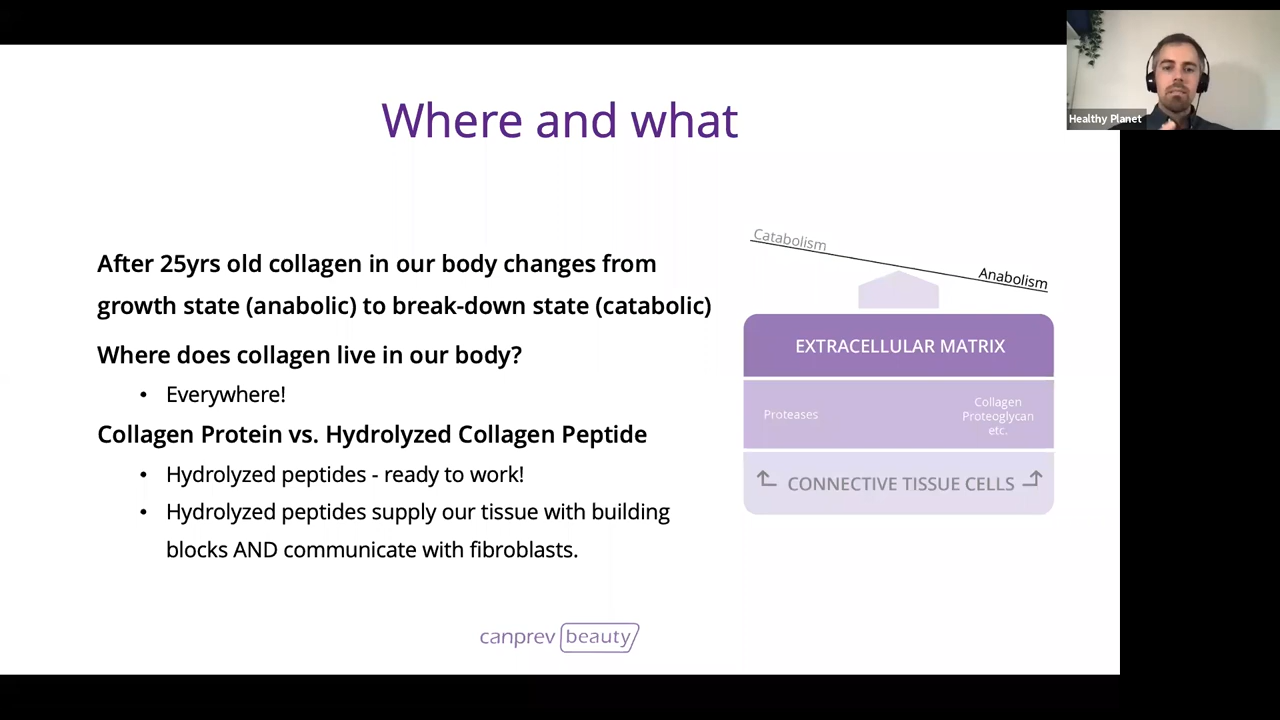 Where and what
Healthy Planet
After 25yrs old collagen in our body changes from
growth state (anabolic) to break-down state (catabolic)
Where does collagen live in our body?
• Everywhere!
Collagen Protein vs. Hydrolyzed Collagen Peptide
• Hydrolyzed peptides - ready to work!
• Hydrolyzed peptides supply our tissue with building
blocks AND communicate with fibroblasts.
Catabolism
Anabolism
EXTRACELLULAR MATRIX
Proteases
Collagen
Proteoglycan
etc.
CONNECTIVE TISSUE CELLS
canprev beauty